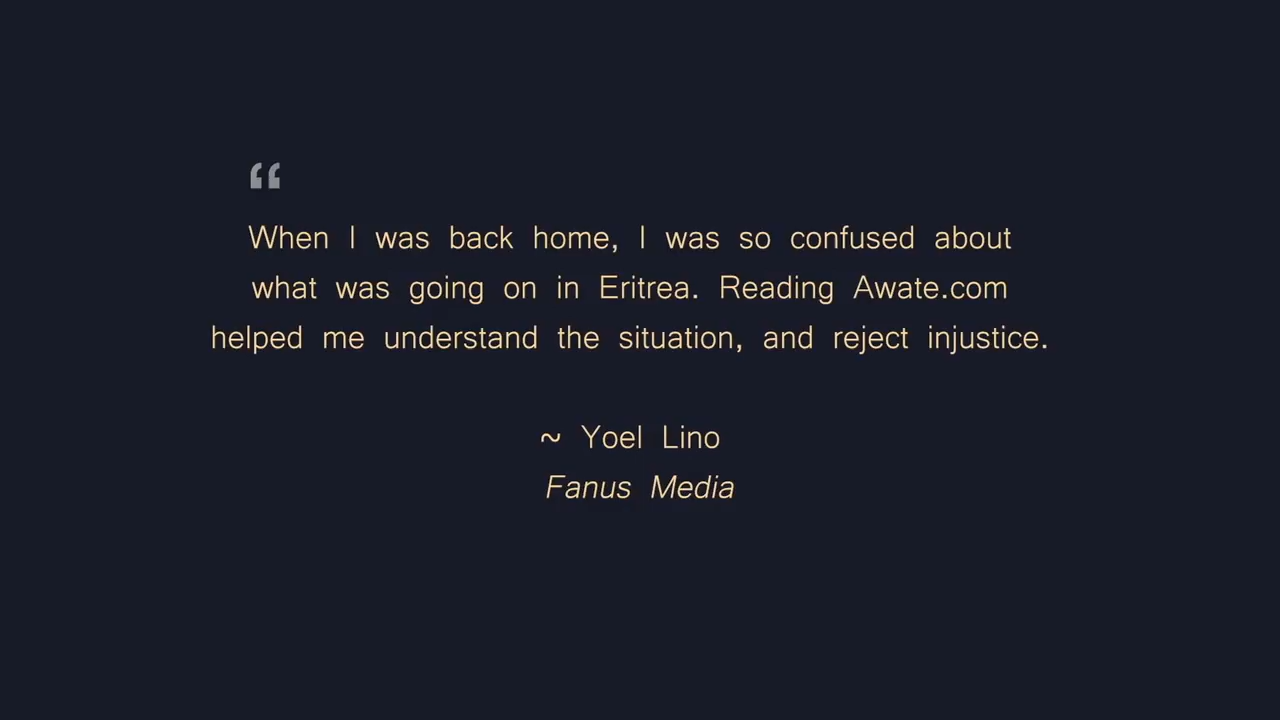 “
When I was back home, I was so confused about
what was going on in Eritrea. Reading Awate.com
helped me understand the situation, and reject injustice.
~ Yoel Lino
Fanus Media